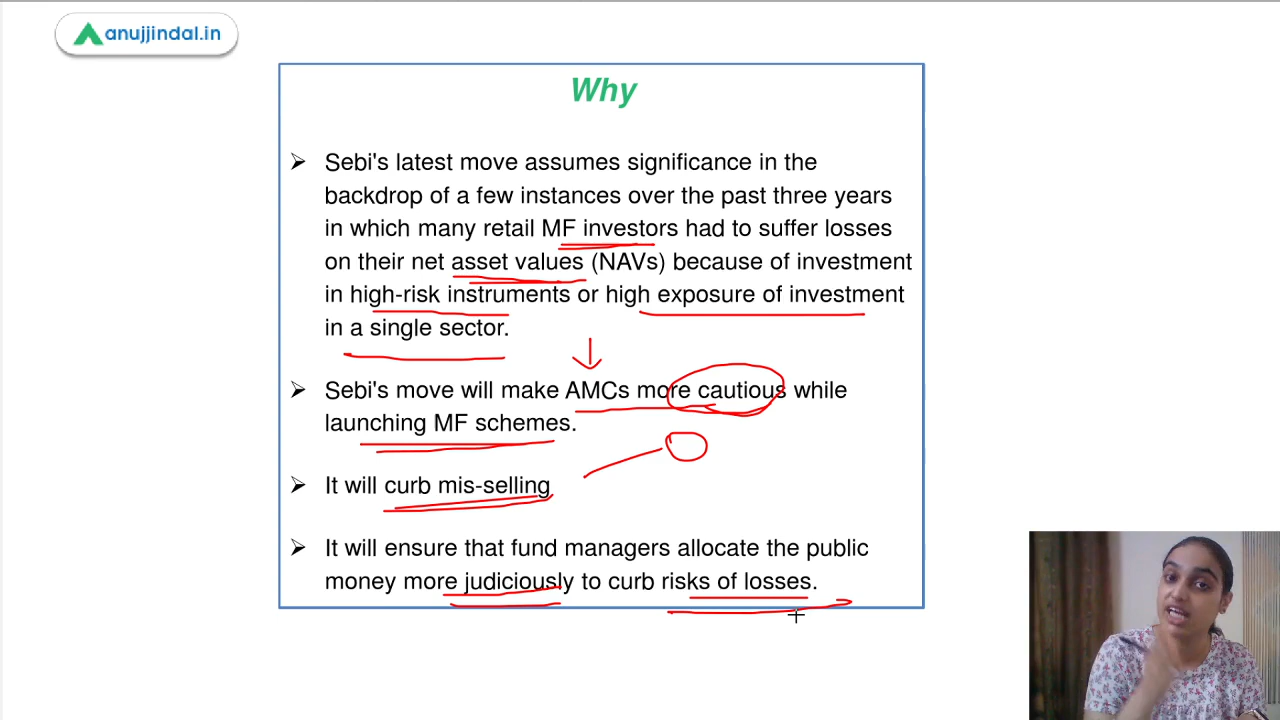 anujjindal.in
Why
➢ Sebi's latest move assumes significance in the
backdrop of a few instances over the past three years
in which many retail MF investors had to suffer losses
on their net asset values (NAVs) because of investment
in high-risk instruments or high exposure of investment
in a single sector.
➢ Sebi's move will make AMCs more cautious while
launching MF schemes.
➢ It will curb mis-selling
➢ It will ensure that fund managers allocate the public
money more judiciously to curb risks of losses.